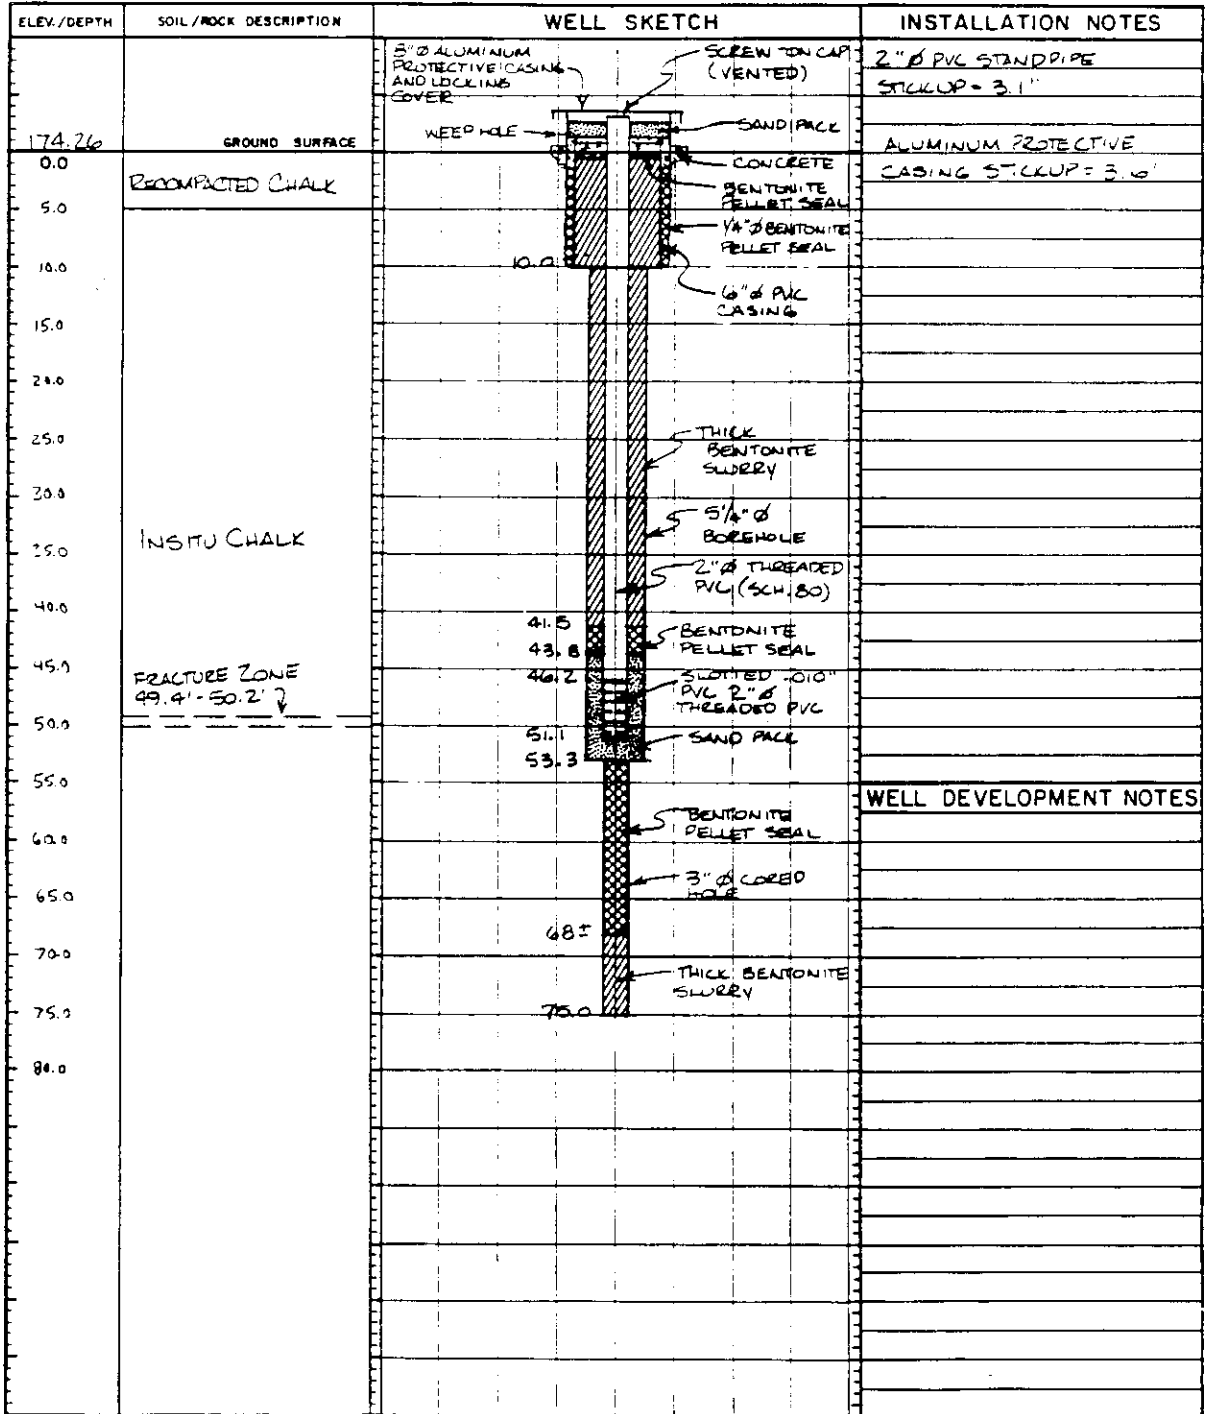 ELEV./DEPTH
SOIL/ROCK DESCRIPTION
WELL SKETCH
INSTALLATION NOTES
8"Ø ALUMINUM
PROTECTIVE CASING
AND LOCKING
COVER
SCREW ON CAP
(VENTED)
2"Ø PVC STANDPIPE
STICKUP = 3.1"
WEEP HOLE
SAND PACK
174.26
GROUND SURFACE
ALUMINUM PROTECTIVE
CASING STICKUP = 3.6'
0.0
RECOMPACTED CHALK
CONCRETE
BENTONITE
PELLET SEAL
5.0
1/4"Ø BENTONITE
PELLET SEAL
10.0
10.0
6"Ø PVC
CASING
15.0
20.0
25.0
THICK
BENTONITE
SLURRY
30.0
5 1/4"Ø
BOREHOLE
INSITU CHALK
35.0
2"Ø THREADED
PVC (SCH. 80)
40.0
41.5
BENTONITE
PELLET SEAL
43.8
45.0
FRACTURE ZONE
49.4'-50.2'
46.2
SLOTTED .010"
PVC 2"Ø
THREADED PVC
50.0
51.1
SAND PACK
53.3
55.0
WELL DEVELOPMENT NOTES
60.0
BENTONITE
PELLET SEAL
65.0
3"Ø CORED
HOLE
68±
70.0
THICK BENTONITE
SLURRY
75.0
75.0
80.0